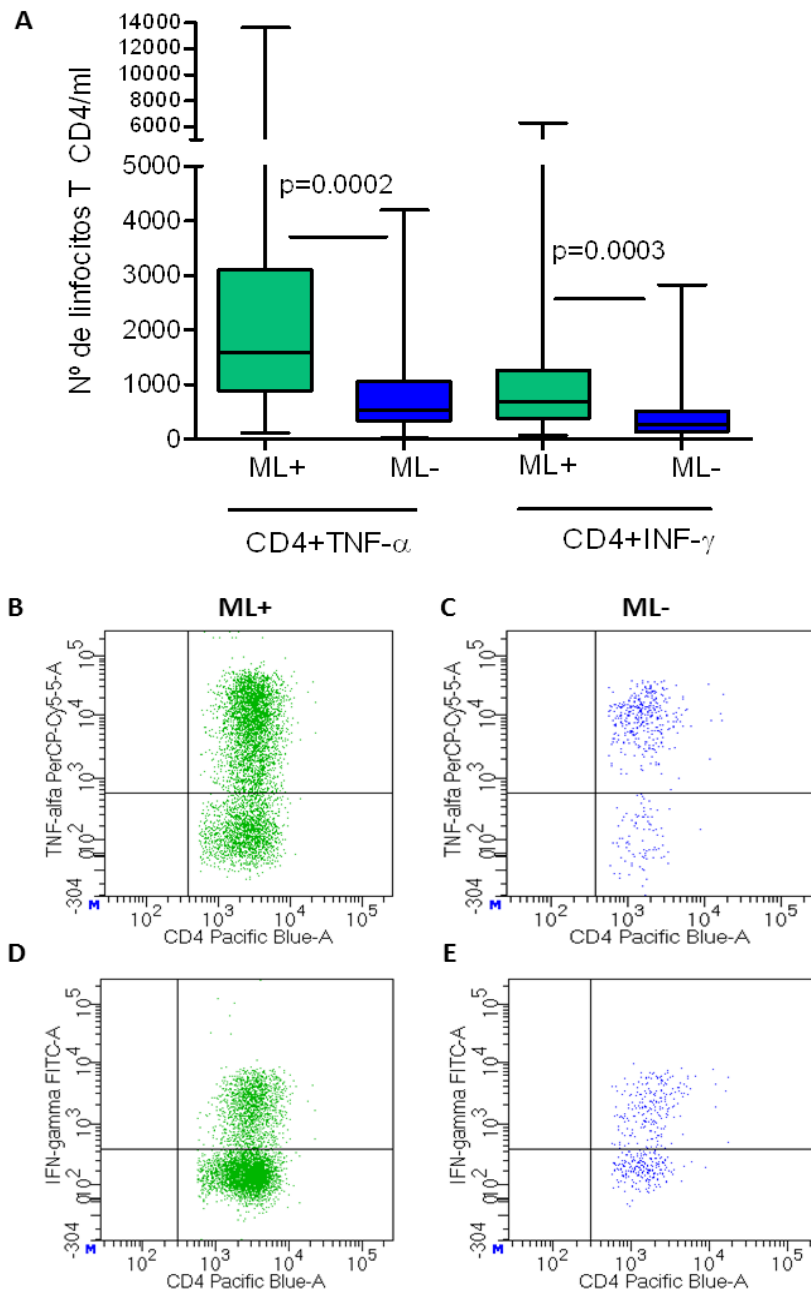 A
14000
12000
10000
8000
6000
5000
4000
3000
2000
1000
0
Nº de linfocitos T CD4/ml
p=0.0002
p=0.0003
ML+ ML- ML+ ML-
CD4+TNF-α CD4+INF-γ
B ML+ C ML-
TNF-alfa PerCP-Cy5-5-A
10^5
10^4
10^3
10^2
0
-304
M
10^2 10^3 10^4 10^5
CD4 Pacific Blue-A
TNF-alfa PerCP-Cy5-5-A
10^5
10^4
10^3
10^2
0
-304
M
10^2 10^3 10^4 10^5
CD4 Pacific Blue-A
D E
IFN-gamma FITC-A
10^5
10^4
10^3
10^2
0
-304
M
10^2 10^3 10^4 10^5
CD4 Pacific Blue-A
IFN-gamma FITC-A
10^5
10^4
10^3
10^2
0
-304
M
10^2 10^3 10^4 10^5
CD4 Pacific Blue-A